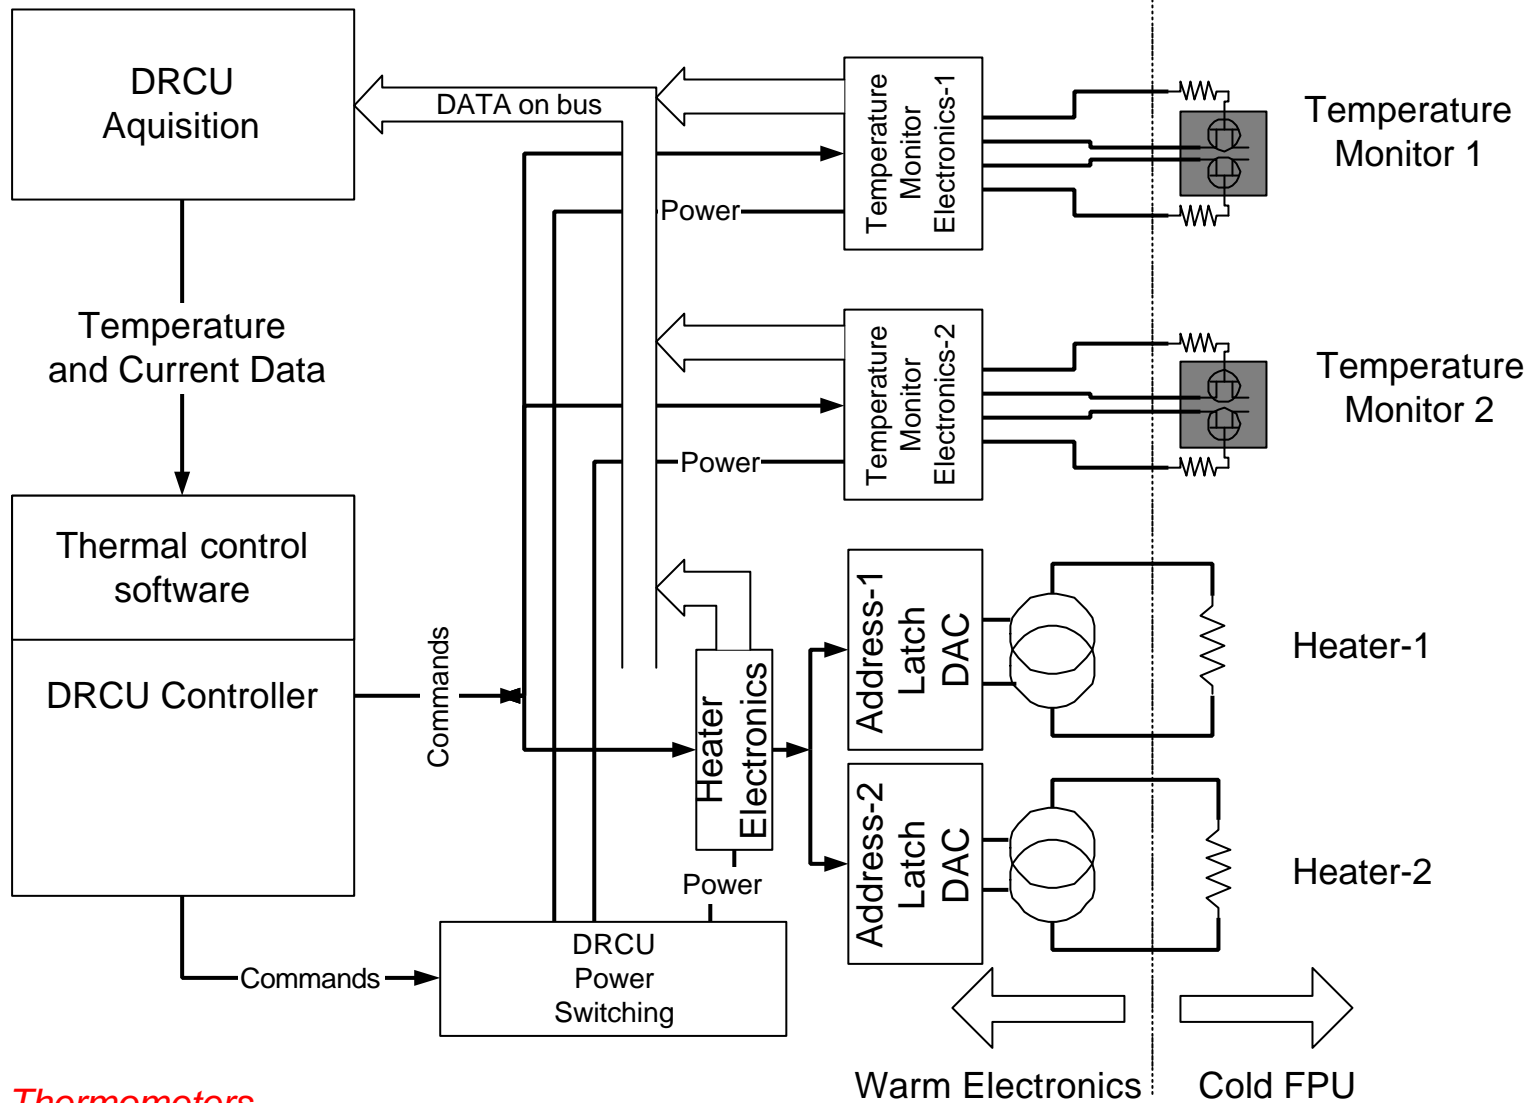 DRCU
Aquisition
DATA on bus
Temperature
Monitor
Electronics-1
Temperature
Monitor 1
Power
Temperature
and Current Data
Temperature
Monitor
Electronics-2
Temperature
Monitor 2
Power
Thermal control
software
DRCU Controller
Commands
Heater
Electronics
Address-1
Latch
DAC
Heater-1
Address-2
Latch
DAC
Heater-2
Power
Commands
DRCU
Power
Switching
Warm Electronics
Cold FPU
Thermometers